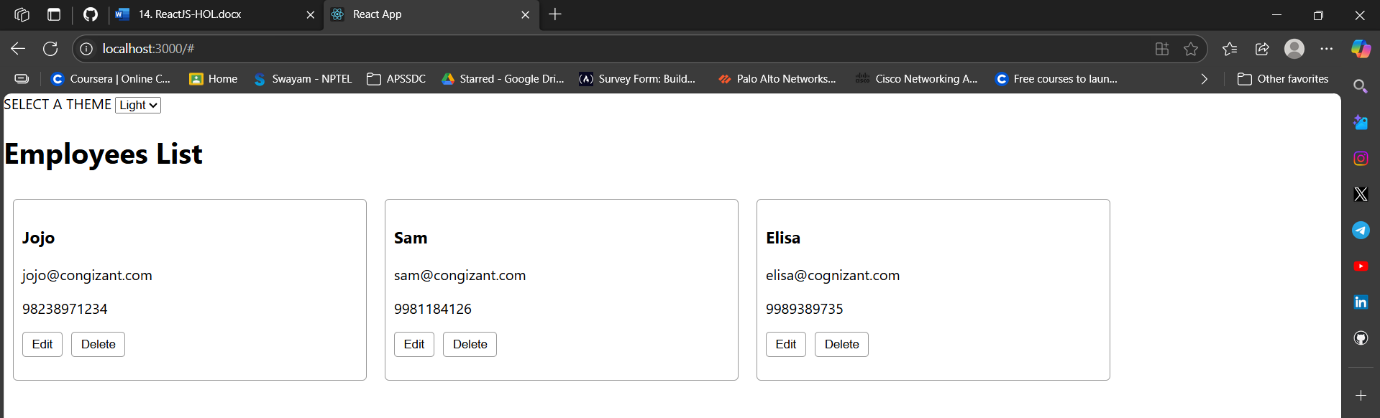 14. ReactJS-HOL.docx
React App
localhost:3000/#
Coursera | Online C...
Home
Swayam - NPTEL
APSSDC
Starred - Google Dri...
Survey Form: Build...
Palo Alto Networks...
Cisco Networking A...
Free courses to laun...
Other favorites
SELECT A THEME Light
Employees List
Jojo
jojo@congizant.com
98238971234
Edit Delete
Sam
sam@congizant.com
9981184126
Edit Delete
Elisa
elisa@cognizant.com
9989389735
Edit Delete